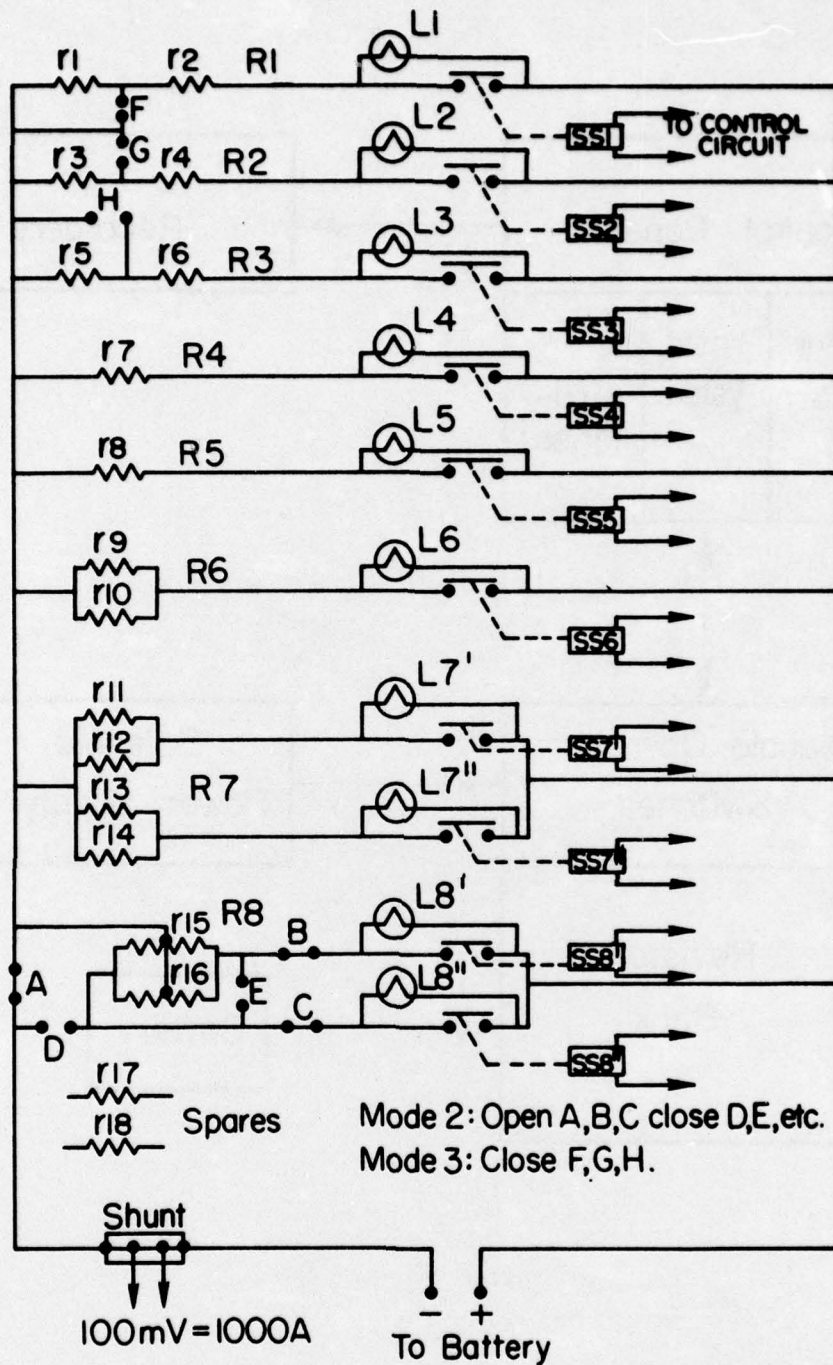 L1
r1 r2 R1
F
L2
SS1 TO CONTROL
CIRCUIT
G
r3 r4 R2
H
L3
SS2
r5 r6 R3
L4
SS3
r7 R4
L5
SS4
r8 R5
SS5
L6
r9
R6
r10
SS6
L7'
r11
r12
SS7'
r13
R7
L7"
r14
SS7"
L8'
r15 R8
B
SS8'
r16
L8"
A
E
C
D
SS8"
r17
Spares
r18
Mode 2: Open A,B,C close D,E,etc.
Mode 3: Close F,G,H.
Shunt
100mV=1000A
− +
To Battery